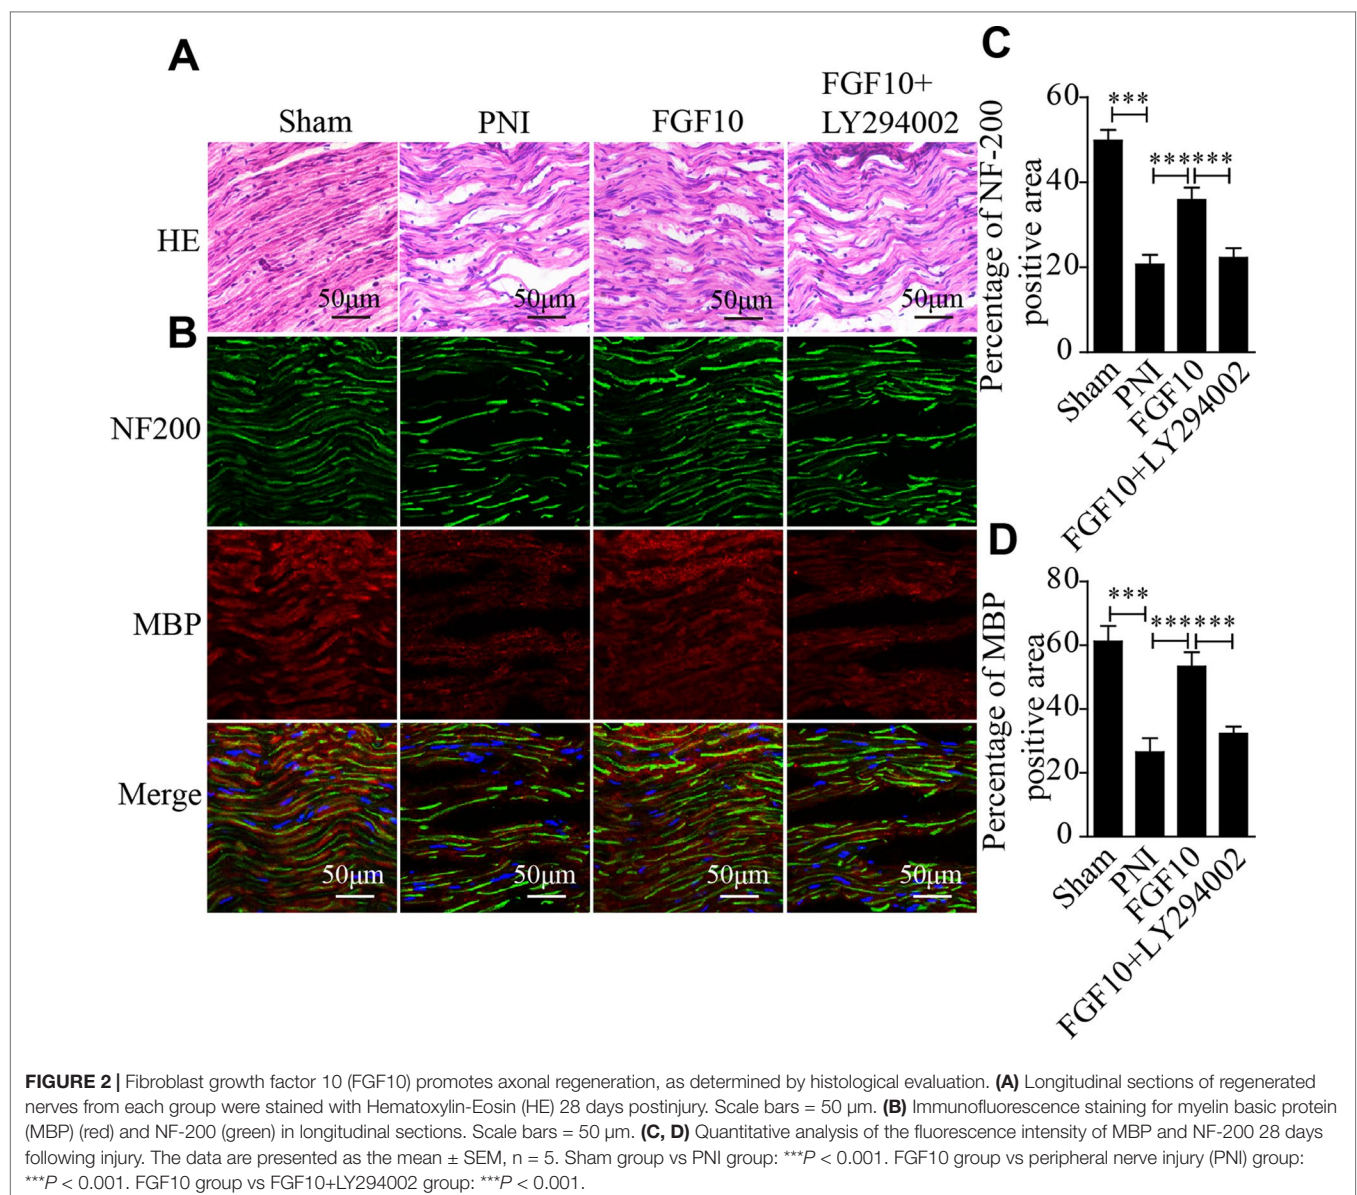 A
Sham
PNI
FGF10
FGF10+
LY294002
HE
50μm
50μm
50μm
50μm
B
NF200
MBP
Merge
50μm
50μm
50μm
50μm
C
Percentage of NF-200
positive area
60
40
20
0
***
***
***
Sham
PNI
FGF10
FGF10+LY294002
D
Percentage of MBP
positive area
80
60
40
20
0
***
***
***
Sham
PNI
FGF10
FGF10+LY294002
FIGURE 2 | Fibroblast growth factor 10 (FGF10) promotes axonal regeneration, as determined by histological evaluation. (A) Longitudinal sections of regenerated
nerves from each group were stained with Hematoxylin-Eosin (HE) 28 days postinjury. Scale bars = 50 μm. (B) Immunofluorescence staining for myelin basic protein
(MBP) (red) and NF-200 (green) in longitudinal sections. Scale bars = 50 μm. (C, D) Quantitative analysis of the fluorescence intensity of MBP and NF-200 28 days
following injury. The data are presented as the mean ± SEM, n = 5. Sham group vs PNI group: ***P < 0.001. FGF10 group vs peripheral nerve injury (PNI) group:
***P < 0.001. FGF10 group vs FGF10+LY294002 group: ***P < 0.001.